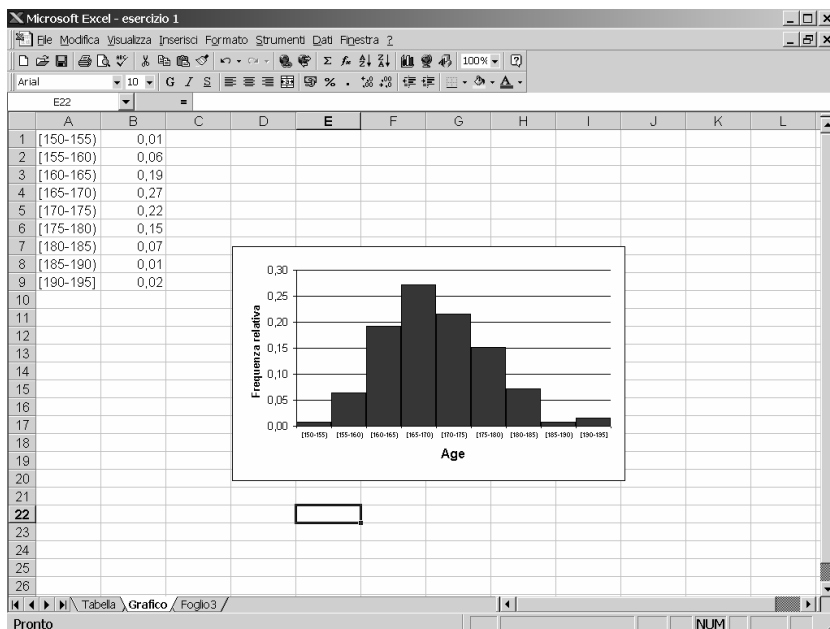 Microsoft Excel - esercizio 1
File Modifica Visualizza Inserisci Formato Strumenti Dati Finestra ?
100%
Arial 10 G I S
E22 =
A B C D E F G H I J K L
1 [150-155) 0,01
2 [155-160) 0,06
3 [160-165) 0,19
4 [165-170) 0,27
5 [170-175) 0,22
6 [175-180) 0,15
7 [180-185) 0,07
8 [185-190) 0,01
9 [190-195] 0,02
10
11
12
13
14
15
16
17
18
19
20
21
22
23
24
25
26
Frequenza relativa
0,30
0,25
0,20
0,15
0,10
0,05
0,00
[150-155) [155-160) [160-165) [165-170) [170-175) [175-180) [180-185) [185-190) [190-195]
Age
Tabella Grafico Foglio3
Pronto NUM